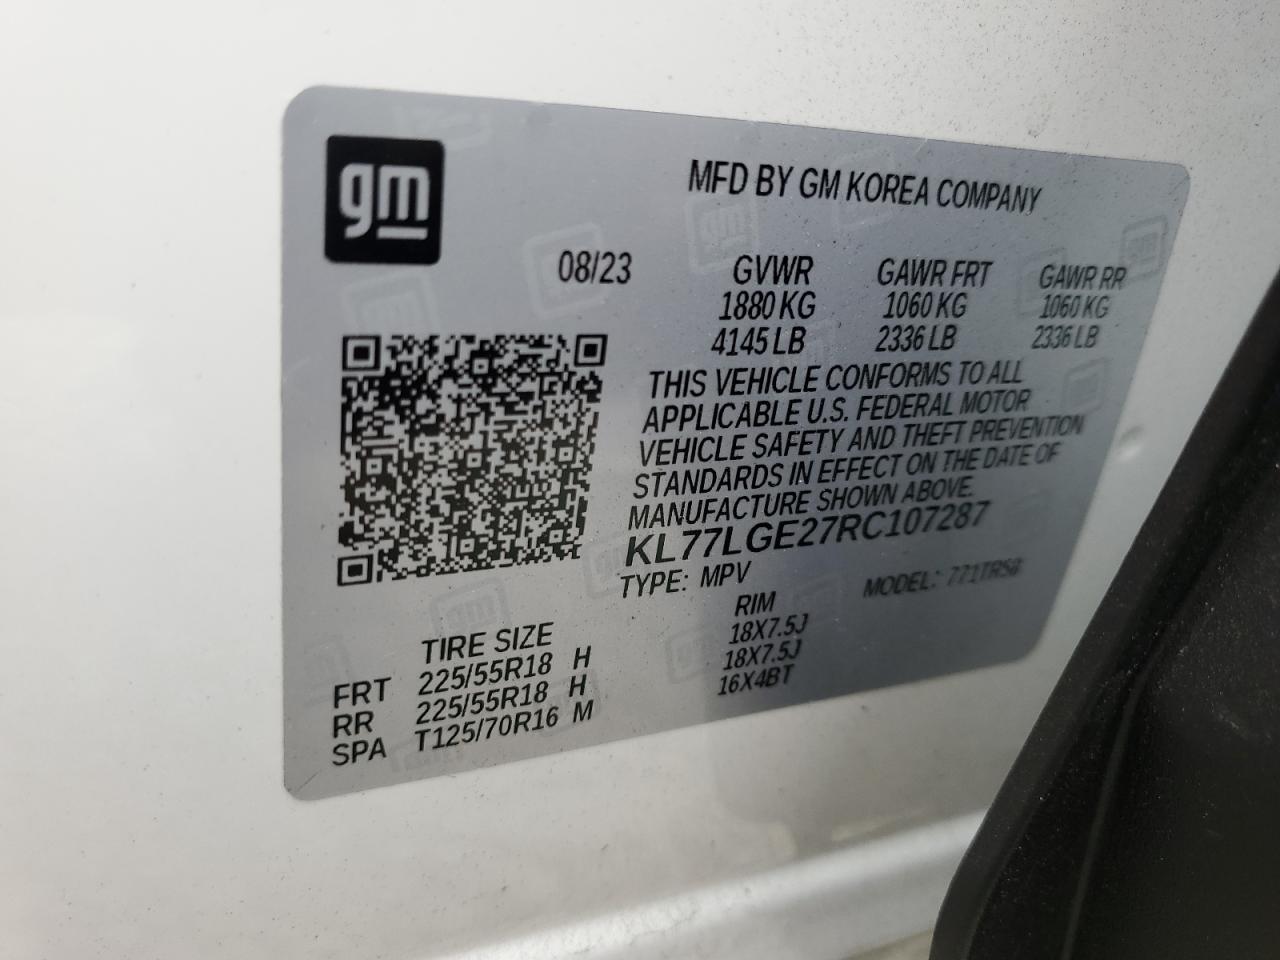 gm
MFD BY GM KOREA COMPANY
08/23 GVWR GAWR FRT GAWR RR
1880 KG 1060 KG 1060 KG
4145 LB 2336 LB 2336 LB
THIS VEHICLE CONFORMS TO ALL
APPLICABLE U.S. FEDERAL MOTOR
VEHICLE SAFETY AND THEFT PREVENTION
STANDARDS IN EFFECT ON THE DATE OF
MANUFACTURE SHOWN ABOVE.
KL77LGE27RC107287
TYPE: MPV MODEL: 771TR58
TIRE SIZE RIM
FRT 225/55R18 H 18X7.5J
RR 225/55R18 H 18X7.5J
SPA T125/70R16 M 16X4BT